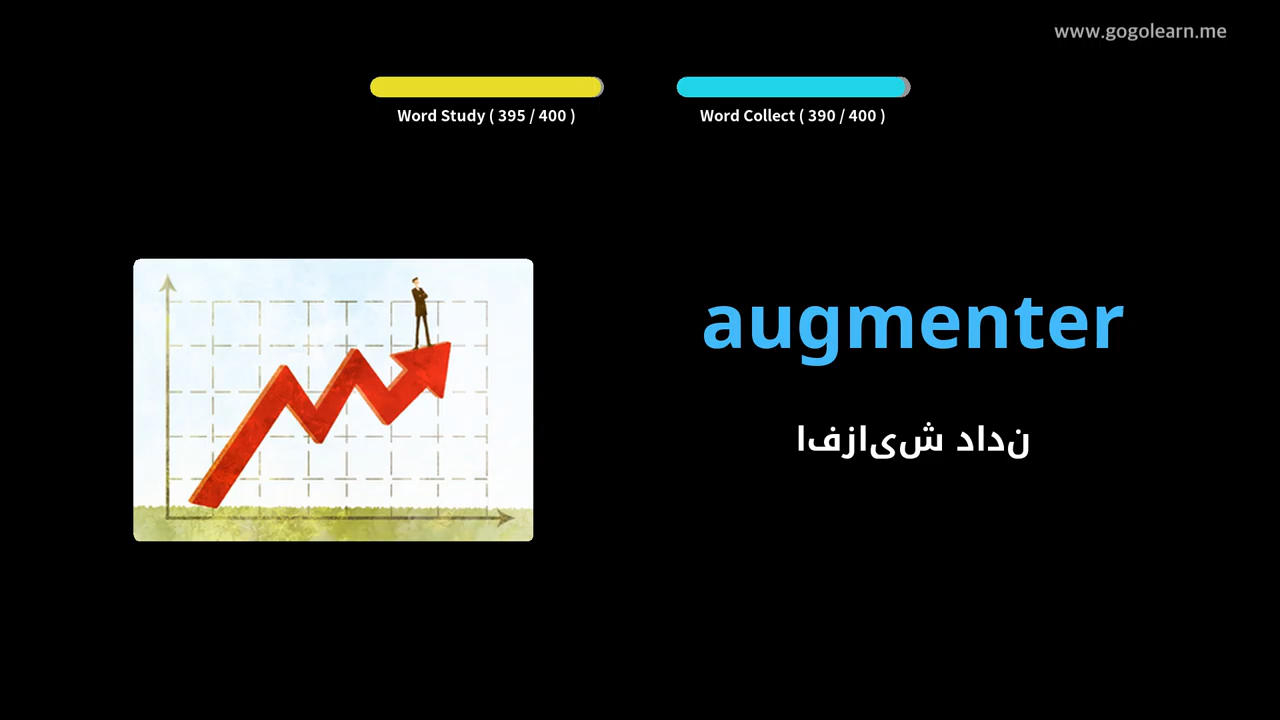 www.gogolearn.me
Word Study ( 395 / 400 )
Word Collect ( 390 / 400 )
augmenter
افزایش دادن